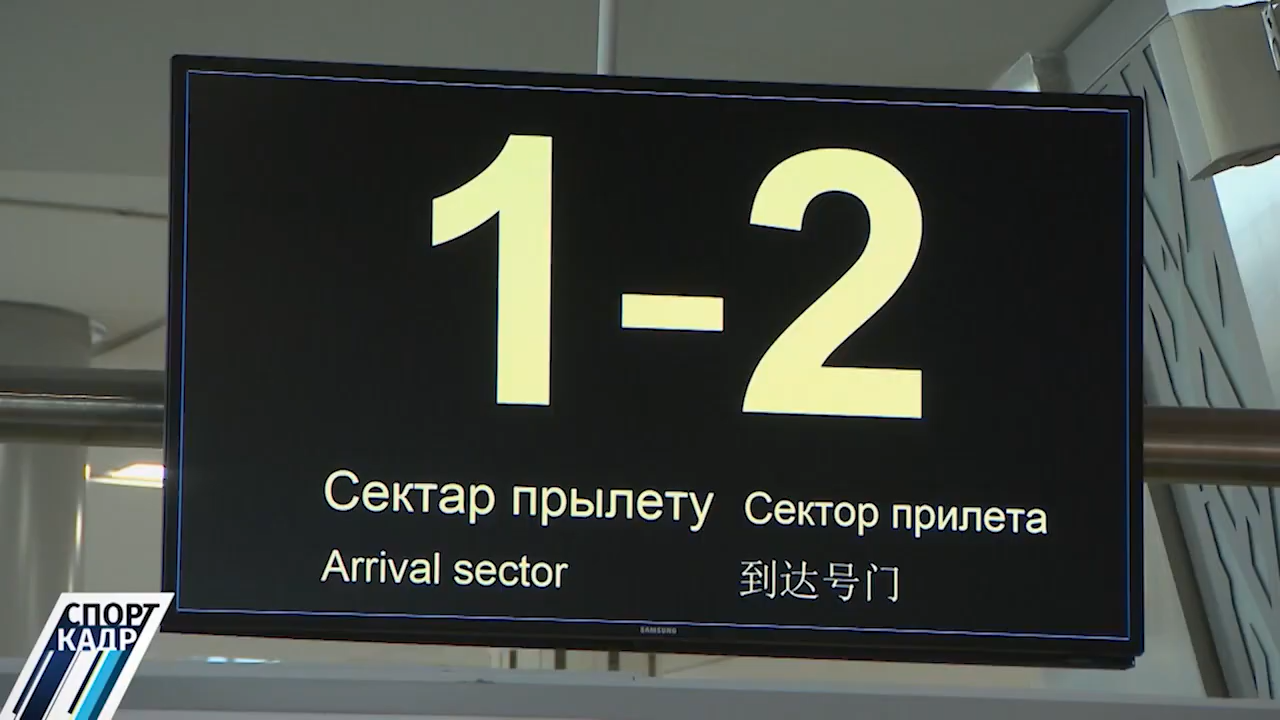 1-2
Сектар прылету Сектор прилета
Arrival sector 到达号门
SAMSUNG
СПОРТ
КАДР